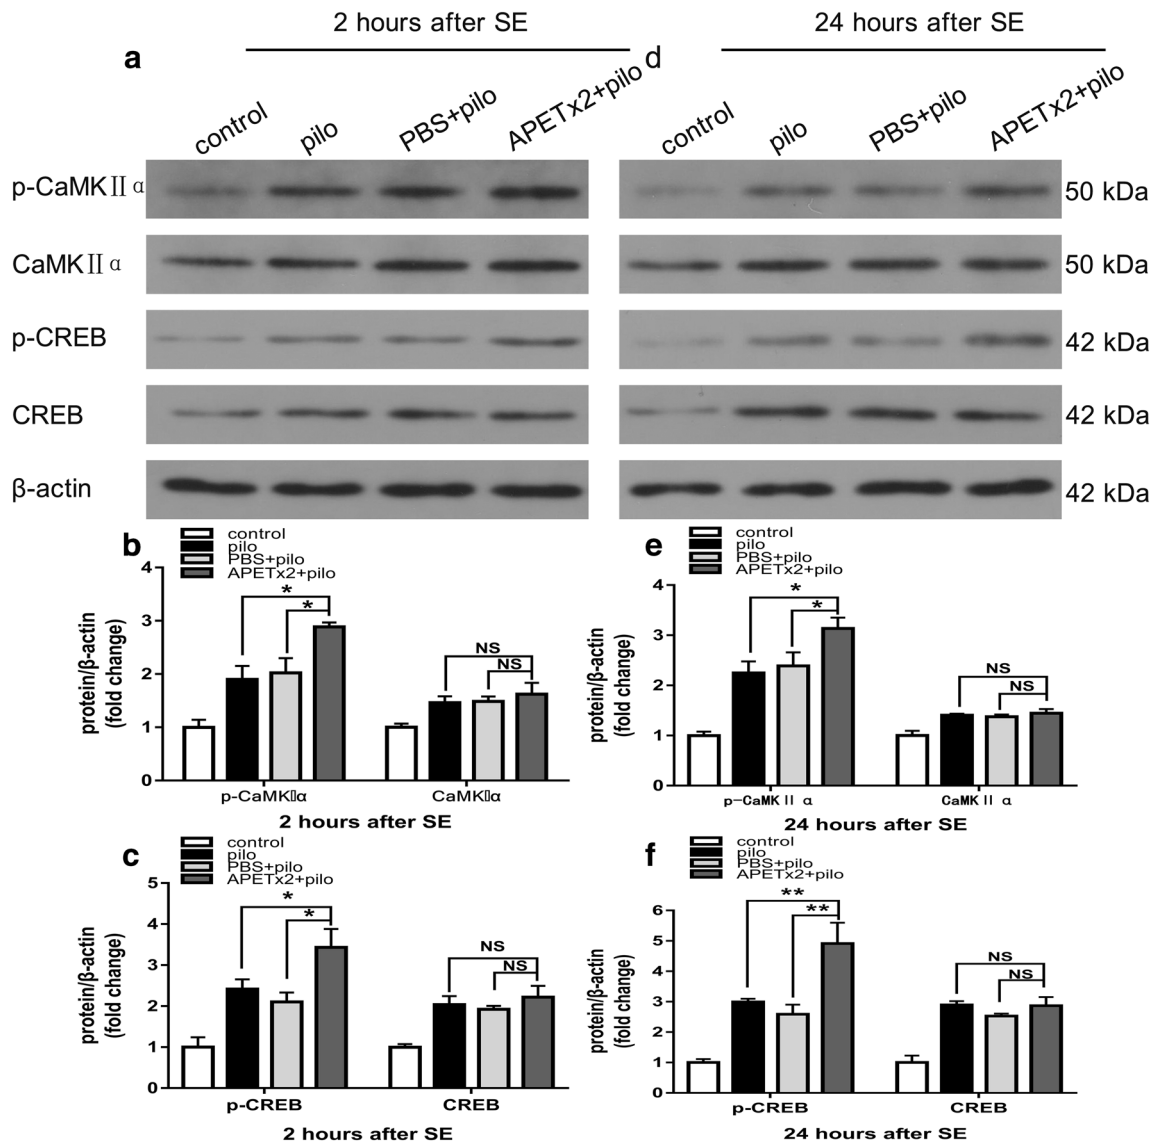 2 hours after SE
24 hours after SE
a
d
control
pilo
PBS+pilo
APETx2+pilo
control
pilo
PBS+pilo
APETx2+pilo
p-CaMKⅡα
50 kDa
CaMKⅡα
50 kDa
p-CREB
42 kDa
CREB
42 kDa
β-actin
42 kDa
b
control
pilo
PBS+pilo
APETx2+pilo
protein/β-actin
(fold change)
4
3
2
1
0
*
*
NS
NS
p-CaMK▯α
CaMK▯α
2 hours after SE
e
control
pilo
PBS+pilo
APETx2+pilo
protein/β-actin
(fold change)
4
3
2
1
0
*
*
NS
NS
p-CaMKⅡ α
CaMKⅡ α
24 hours after SE
c
control
pilo
PBS+pilo
APETx2+pilo
protein/β-actin
(fold change)
5
4
3
2
1
0
*
*
NS
NS
p-CREB
CREB
2 hours after SE
f
control
pilo
PBS+pilo
APETx2+pilo
protein/β-actin
(fold change)
6
5
4
3
2
1
0
**
**
NS
NS
p-CREB
CREB
24 hours after SE